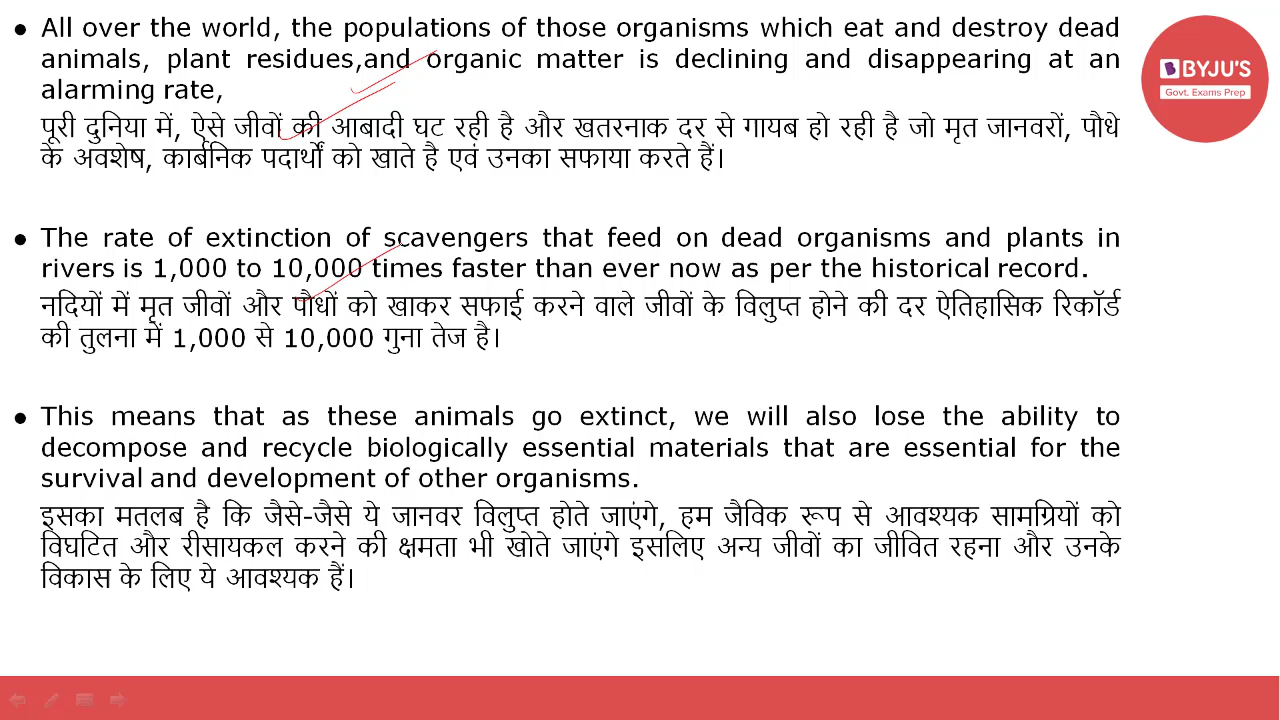 ● All over the world, the populations of those organisms which eat and destroy dead
animals, plant residues,and organic matter is declining and disappearing at an
alarming rate,
पूरी दुनिया में, ऐसे जीवों की आबादी घट रही है और खतरनाक दर से गायब हो रही है जो मृत जानवरों, पौधे
के अवशेष, कार्बनिक पदार्थों को खाते है एवं उनका सफाया करते हैं।
● The rate of extinction of scavengers that feed on dead organisms and plants in
rivers is 1,000 to 10,000 times faster than ever now as per the historical record.
नदियों में मृत जीवों और पौधों को खाकर सफाई करने वाले जीवों के विलुप्त होने की दर ऐतिहासिक रिकॉर्ड
की तुलना में 1,000 से 10,000 गुना तेज है।
● This means that as these animals go extinct, we will also lose the ability to
decompose and recycle biologically essential materials that are essential for the
survival and development of other organisms.
इसका मतलब है कि जैसे-जैसे ये जानवर विलुप्त होते जाएंगे, हम जैविक रूप से आवश्यक सामग्रियों को
विघटित और रीसायकल करने की क्षमता भी खोते जाएंगे इसलिए अन्य जीवों का जीवित रहना और उनके
विकास के लिए ये आवश्यक हैं।
BYJU'S
Govt. Exams Prep